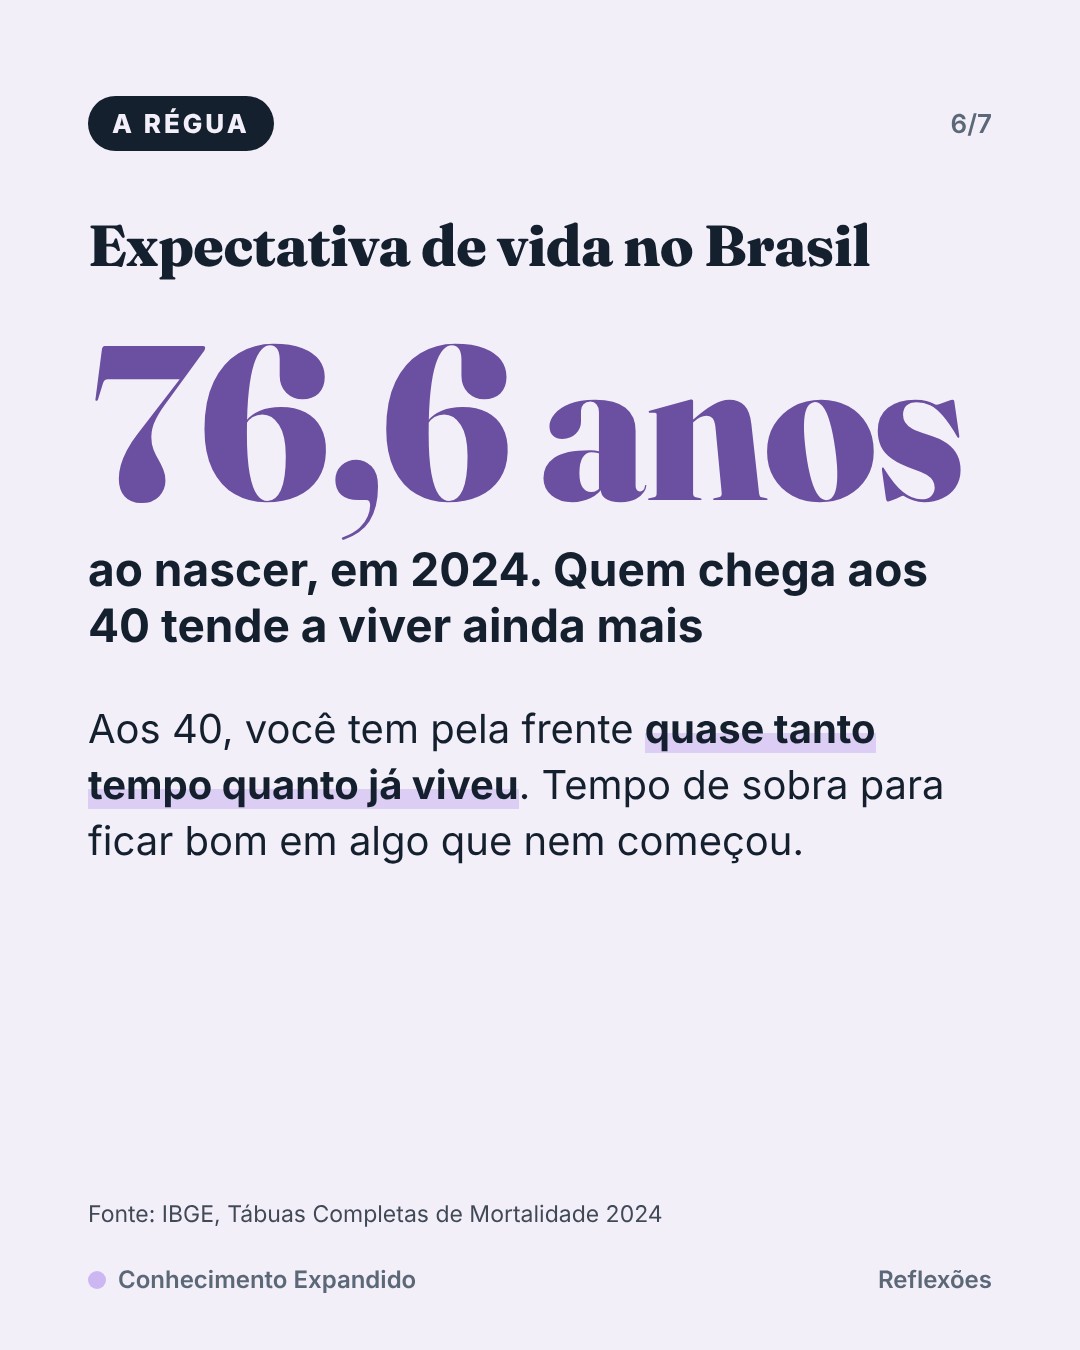 A RÉGUA
6/7
Expectativa de vida no Brasil
76,6 anos
ao nascer, em 2024. Quem chega aos
40 tende a viver ainda mais
Aos 40, você tem pela frente quase tanto
tempo quanto já viveu. Tempo de sobra para
ficar bom em algo que nem começou.
Fonte: IBGE, Tábuas Completas de Mortalidade 2024
Conhecimento Expandido
Reflexões